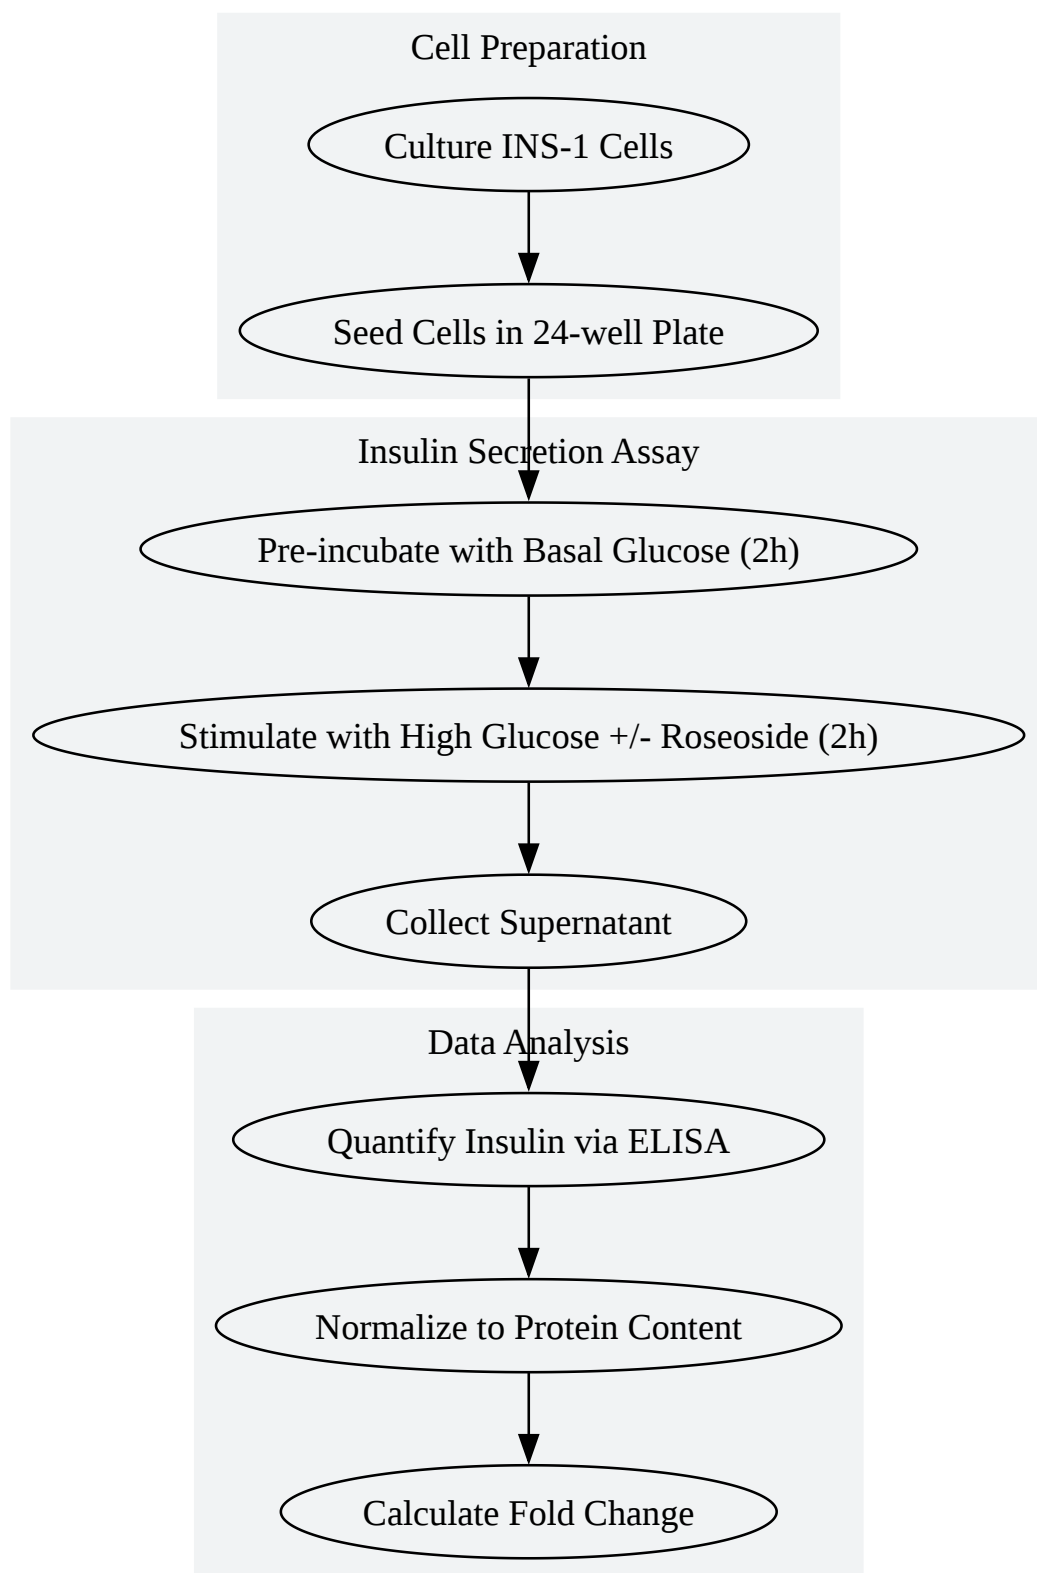 Cell Preparation
Culture INS-1 Cells
Seed Cells in 24-well Plate
Insulin Secretion Assay
Pre-incubate with Basal Glucose (2h)
Stimulate with High Glucose +/- Roseoside (2h)
Collect Supernatant
Data Analysis
Quantify Insulin via ELISA
Normalize to Protein Content
Calculate Fold Change